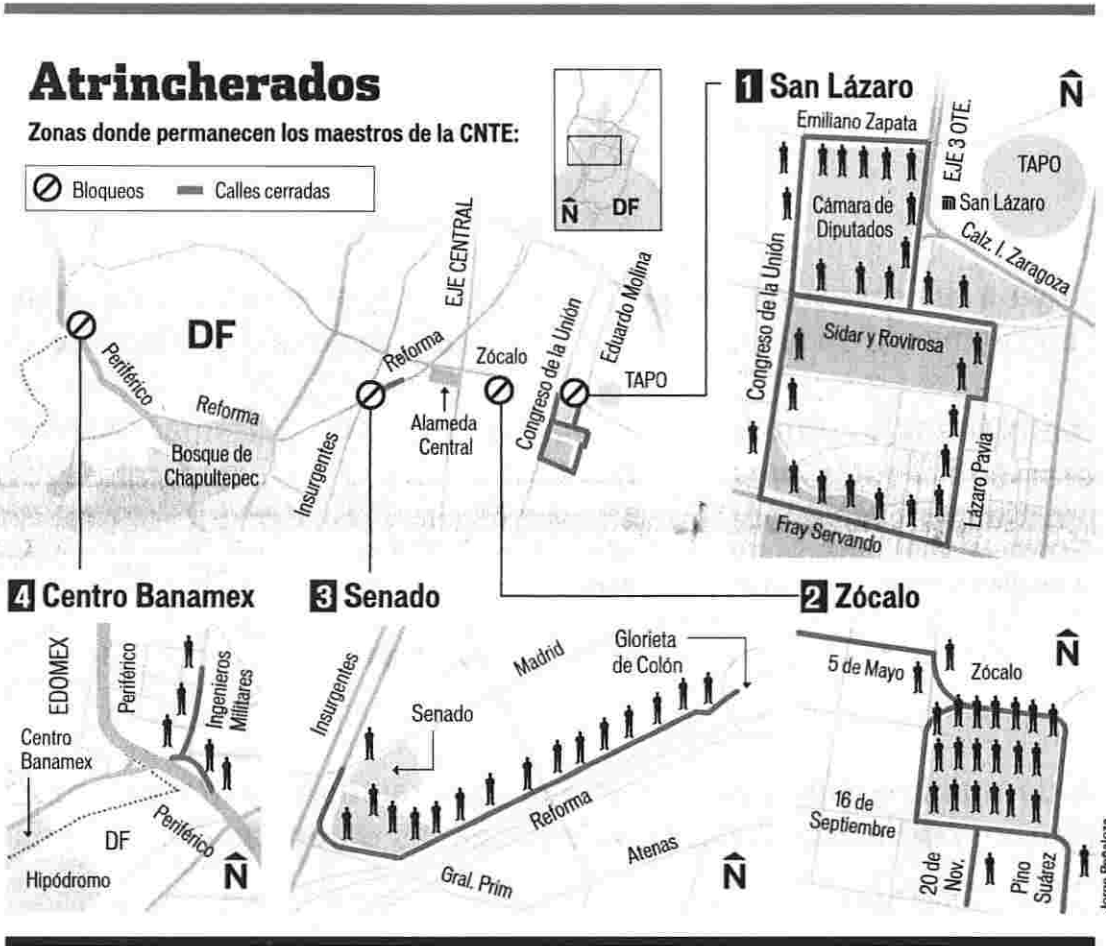 Atrincherados
Zonas donde permanecen los maestros de la CNTE:
Bloqueos
Calles cerradas
N
DF
DF
Periférico
Reforma
Bosque de
Chapultepec
Insurgentes
Reforma
EJE CENTRAL
Alameda
Central
Zócalo
Congreso de la Unión
Eduardo Molina
TAPO
1 San Lázaro
N
Emiliano Zapata
EJE 3 OTE.
TAPO
San Lázaro
Cámara de
Diputados
Calz. I. Zaragoza
Congreso de la Unión
Sidar y Rovirosa
Lázaro Pavia
Fray Servando
4 Centro Banamex
EDOMEX
Periférico
Ingenieros
Militares
Centro
Banamex
DF
Periférico
Hipódromo
N
3 Senado
Insurgentes
Madrid
Glorieta
de Colón
Senado
Reforma
Atenas
Gral. Prim
N
2 Zócalo
N
5 de Mayo
Zócalo
16 de
Septiembre
20 de
Nov.
Pino
Suárez
Jorge Peñaloza